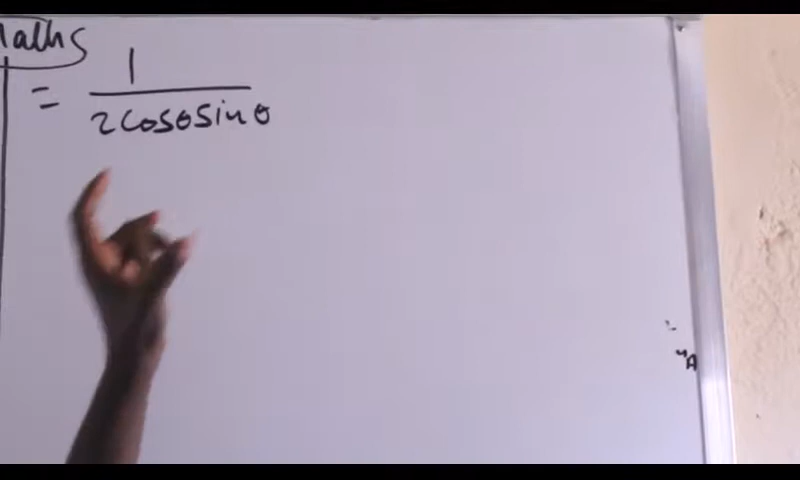 Maths
= 1 / 2cosθsinθ
"A